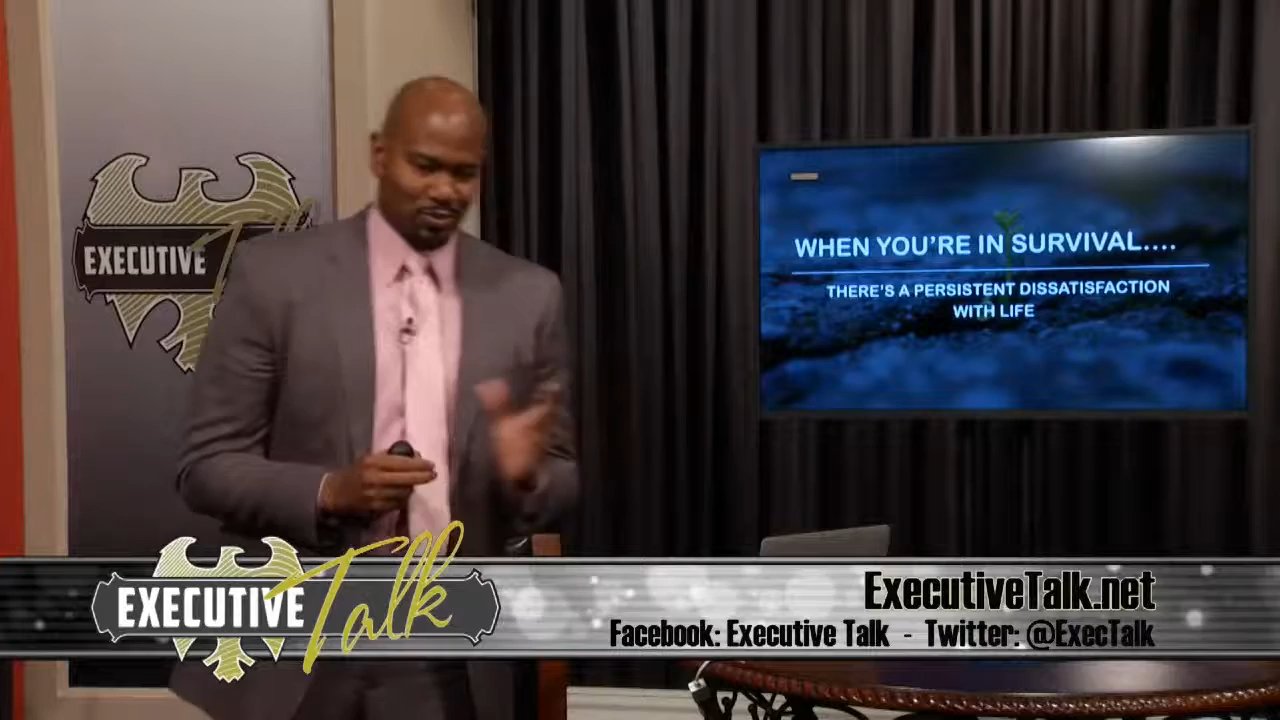 EXECUTIVE Talk
WHEN YOU'RE IN SURVIVAL....
THERE'S A PERSISTENT DISSATISFACTION
WITH LIFE
EXECUTIVE Talk
ExecutiveTalk.net
Facebook: Executive Talk - Twitter: @ExecTalk